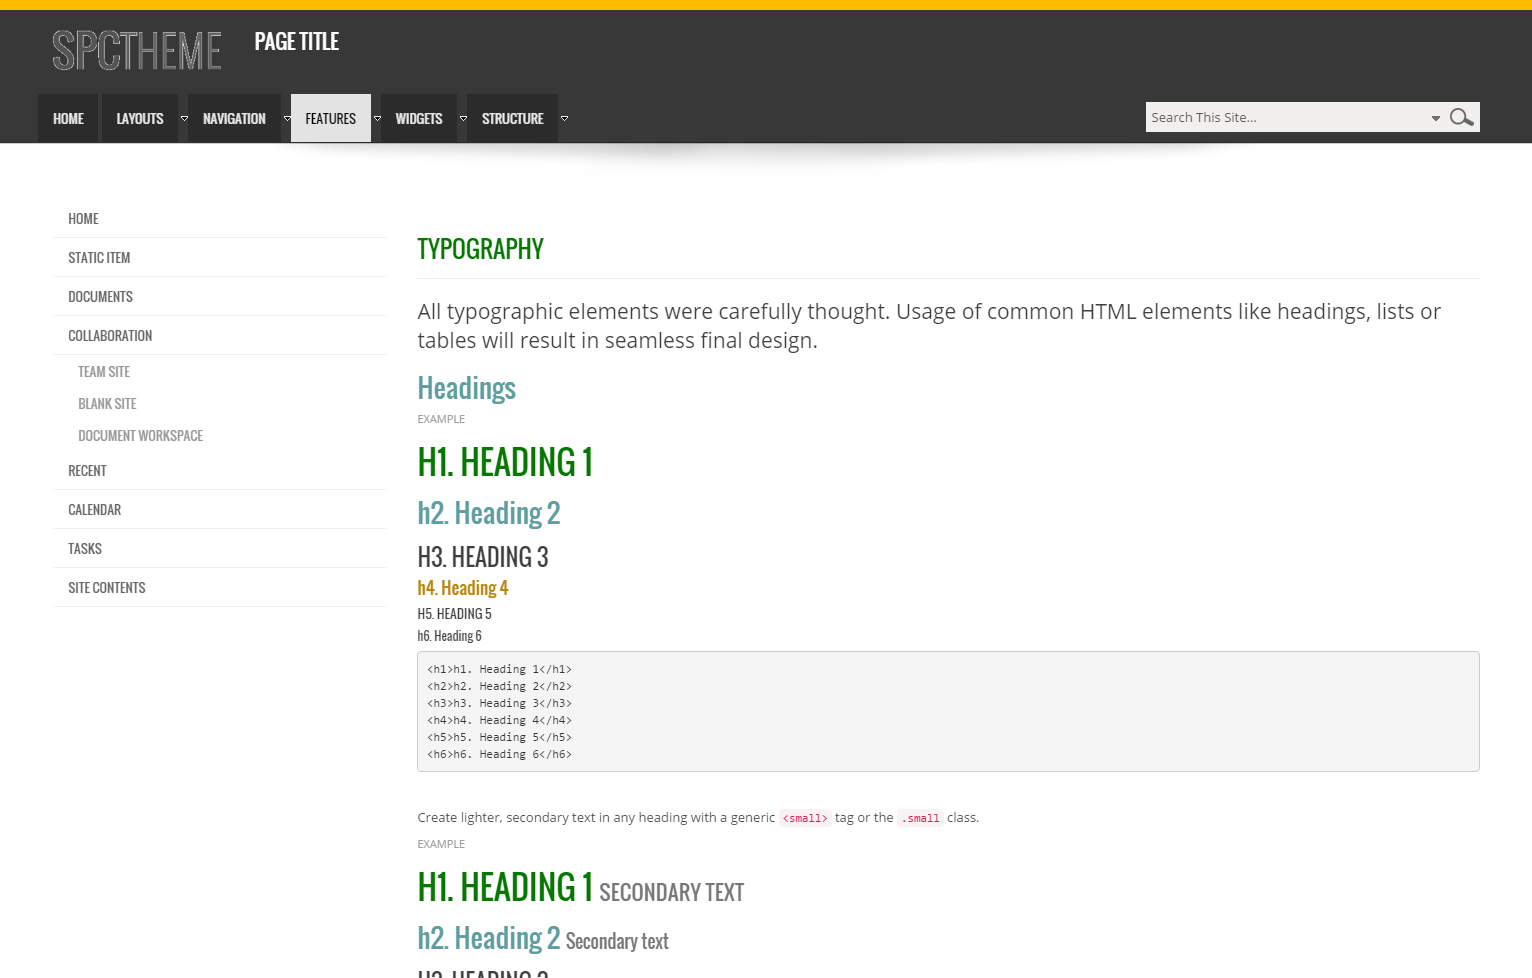 SPCTHEME
PAGE TITLE
HOME LAYOUTS NAVIGATION FEATURES WIDGETS STRUCTURE
Search This Site...
HOME
STATIC ITEM
DOCUMENTS
COLLABORATION
TEAM SITE
BLANK SITE
DOCUMENT WORKSPACE
RECENT
CALENDAR
TASKS
SITE CONTENTS
TYPOGRAPHY
All typographic elements were carefully thought. Usage of common HTML elements like headings, lists or
tables will result in seamless final design.
Headings
EXAMPLE
H1. HEADING 1
h2. Heading 2
H3. HEADING 3
h4. Heading 4
H5. HEADING 5
h6. Heading 6
<h1>h1. Heading 1</h1>
<h2>h2. Heading 2</h2>
<h3>h3. Heading 3</h3>
<h4>h4. Heading 4</h4>
<h5>h5. Heading 5</h5>
<h6>h6. Heading 6</h6>
Create lighter, secondary text in any heading with a generic <small> tag or the .small class.
EXAMPLE
H1. HEADING 1 SECONDARY TEXT
h2. Heading 2 Secondary text
H3. HEADING 3